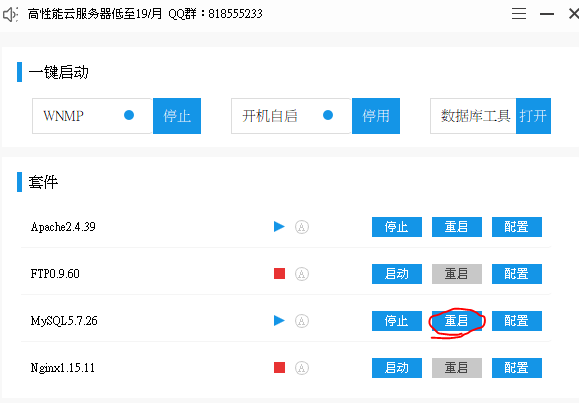 高性能云服务器低至19/月 QQ群：818555233
一键启动
WNMP 停止 开机自启 停用 数据库工具 打开
套件
Apache2.4.39 A 停止 重启 配置
FTP0.9.60 A 启动 重启 配置
MySQL5.7.26 A 停止 重启 配置
Nginx1.15.11 A 启动 重启 配置